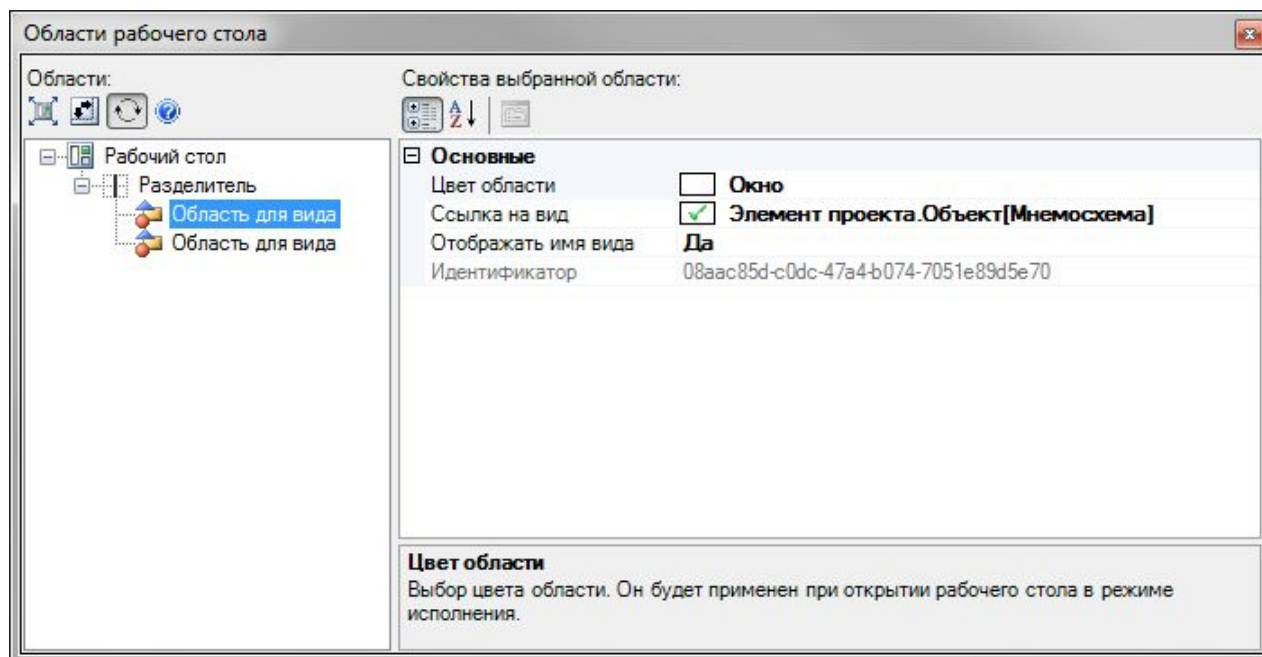 Области рабочего стола
Области:
Рабочий стол
Разделитель
Область для вида
Область для вида
Свойства выбранной области:
Основные
Цвет области Окно
Ссылка на вид Элемент проекта.Объект[Мнемосхема]
Отображать имя вида Да
Идентификатор 08aac85d-c0dc-47a4-b074-7051e89d5e70
Цвет области
Выбор цвета области. Он будет применен при открытии рабочего стола в режиме
исполнения.